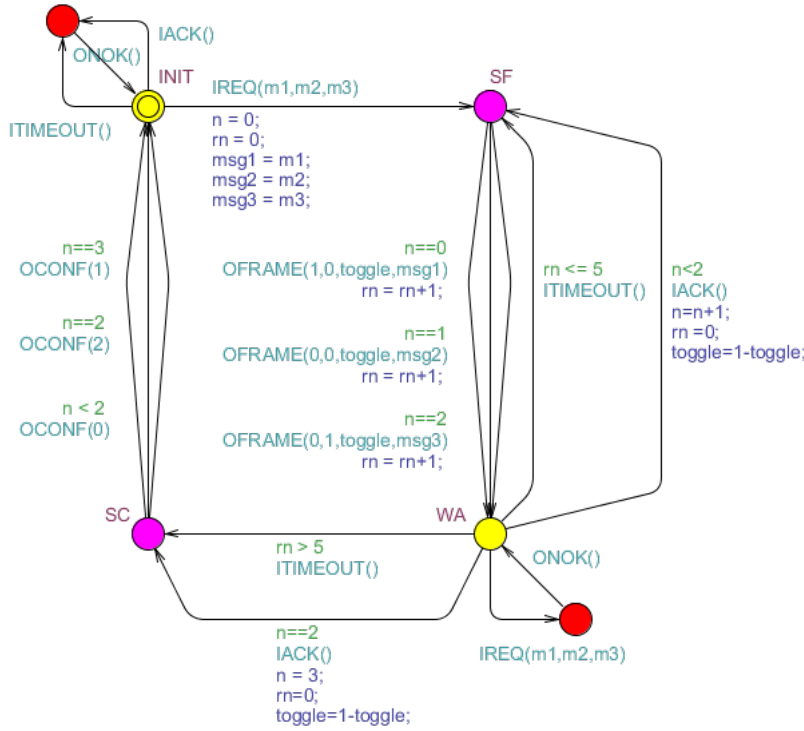 IACK()
ONOK()
INIT
SF
IREQ(m1,m2,m3)
ITIMEOUT()
n = 0;
rn = 0;
msg1 = m1;
msg2 = m2;
msg3 = m3;
n==3
OCONF(1)
n==2
OCONF(2)
n < 2
OCONF(0)
n==0
OFRAME(1,0,toggle,msg1)
rn = rn+1;
n==1
OFRAME(0,0,toggle,msg2)
rn = rn+1;
n==2
OFRAME(0,1,toggle,msg3)
rn = rn+1;
rn <= 5
ITIMEOUT()
n<2
IACK()
n=n+1;
rn =0;
toggle=1-toggle;
SC
WA
rn > 5
ITIMEOUT()
ONOK()
IREQ(m1,m2,m3)
n==2
IACK()
n = 3;
rn=0;
toggle=1-toggle;